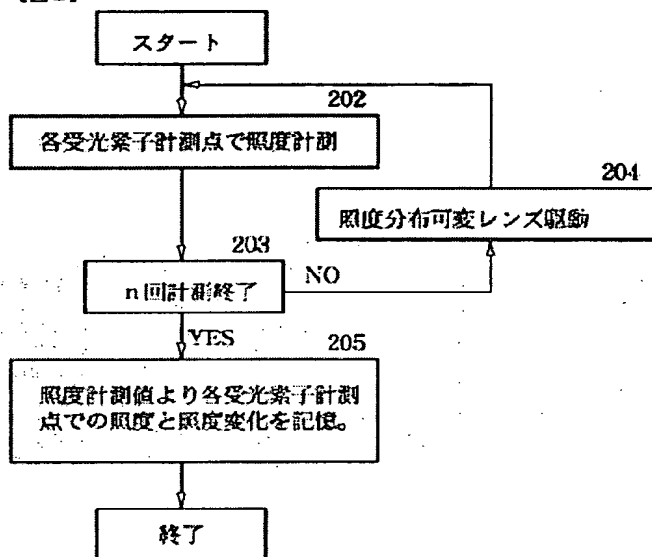 スタート
202
各受光素子計測点で照度計測
204
照度分布可変レンズ駆動
203
n回計測終了
NO
YES
205
照度計測値より各受光素子計測
点での照度と照度変化を記憶。
終了